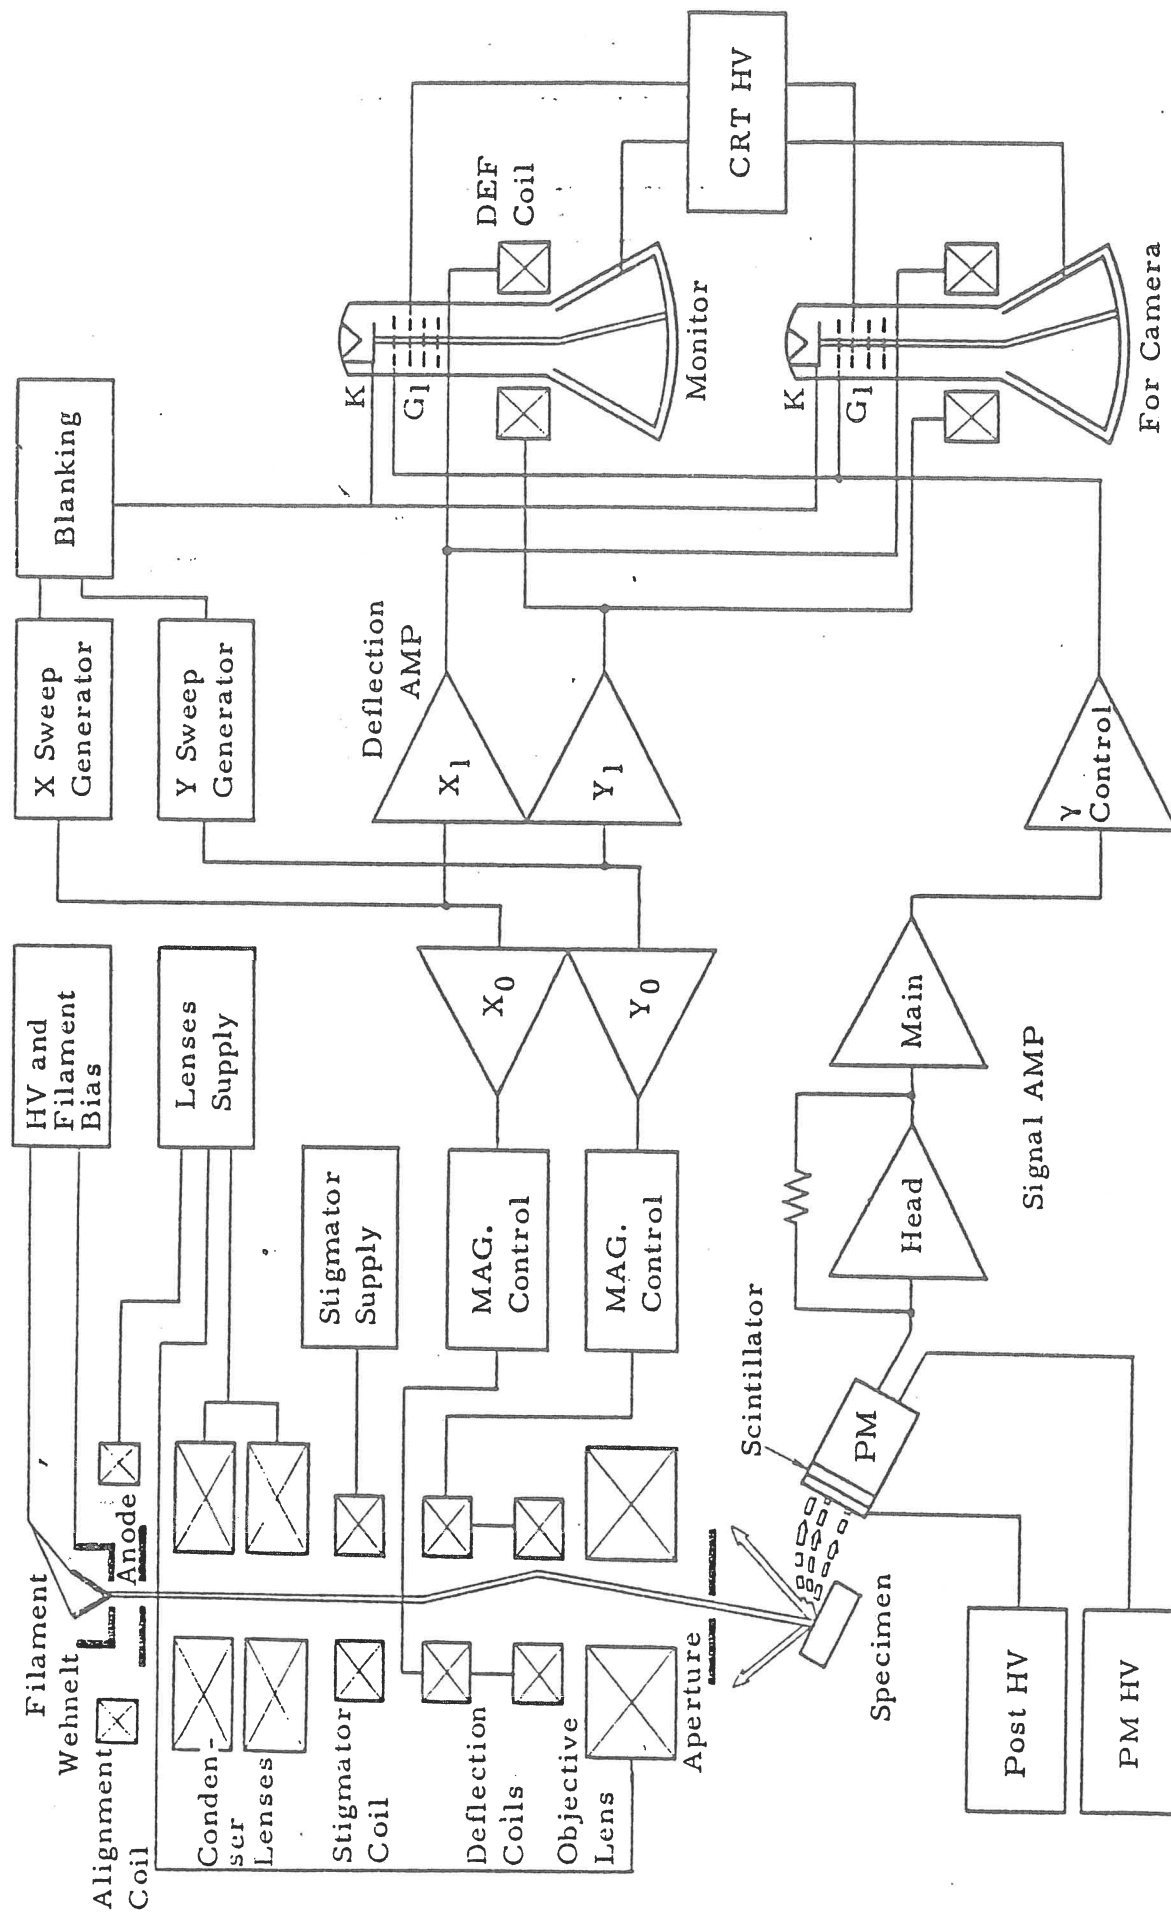 Filament
Wehnelt
Alignment
Coil
Anode
Conden-
ser
Lenses
Stigmator
Coil
Deflection
Coils
Objective
Lens
Aperture
Specimen
HV and
Filament
Bias
Lenses
Supply
Stigmator
Supply
MAG.
Control
MAG.
Control
X0
Y0
X Sweep
Generator
Y Sweep
Generator
Blanking
Deflection
AMP
X1
Y1
K
G1
DEF
Coil
Monitor
CRT HV
K
G1
For Camera
Scintillator
PM
Head
Main
Signal AMP
γ
Control
Post HV
PM HV